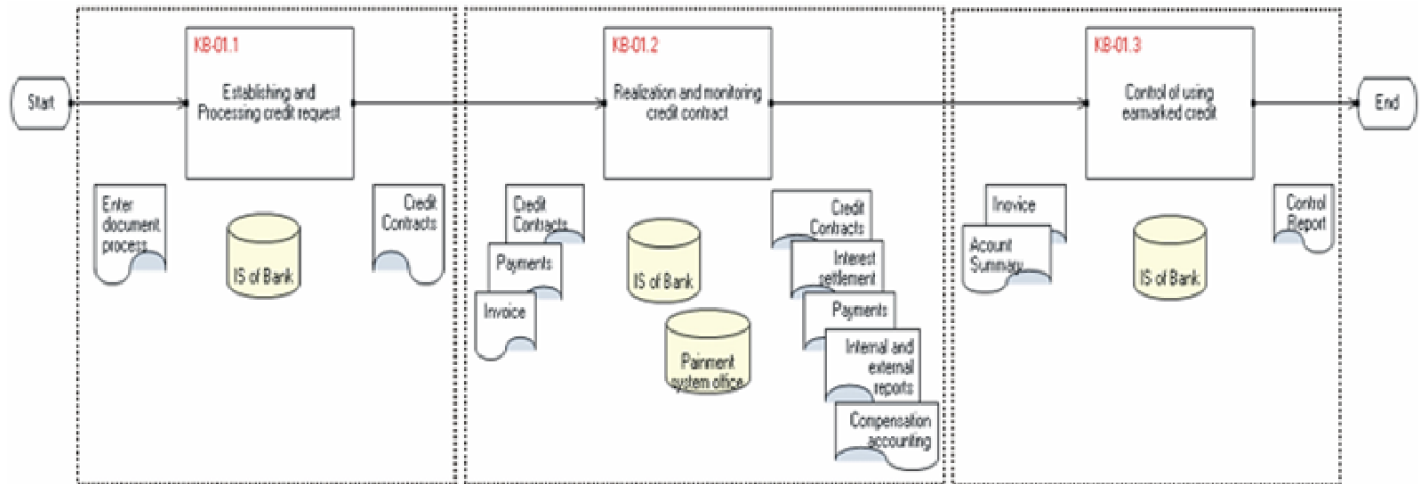 Start
KB-01.1
Establishing and
Processing credit request
Enter
document
process
IS of Bank
Credit
Contracts
KB-01.2
Realization and monitoring
credit contract
Credit
Contracts
Payments
Invoice
IS of Bank
Painment
system office
Credit
Contracts
Interest
settlement
Payments
Internal and
external
reports
Compensation
accounting
KB-01.3
Control of using
earmarked credit
Inovice
Acount
Summary
IS of Bank
Control
Report
End